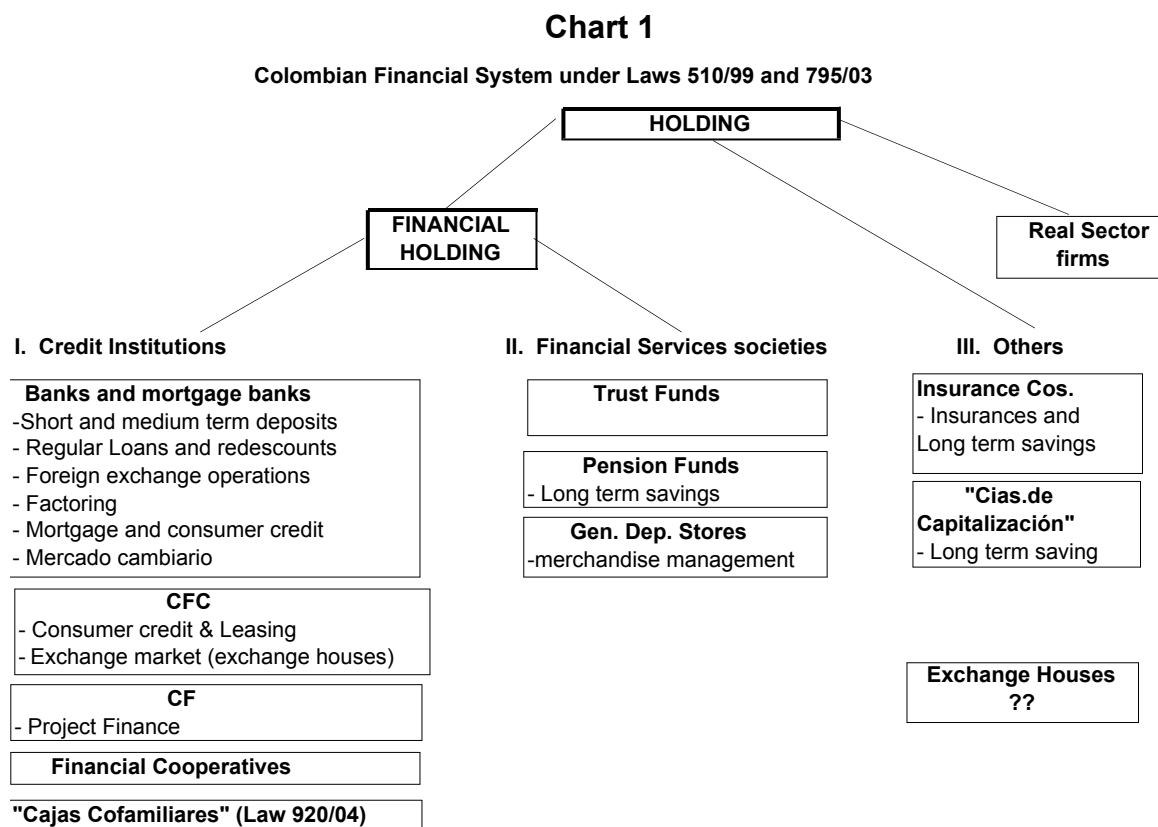 Chart 1
Colombian Financial System under Laws 510/99 and 795/03
HOLDING
FINANCIAL
HOLDING
Real Sector
firms
I. Credit Institutions
Banks and mortgage banks
-Short and medium term deposits
- Regular Loans and redescounts
- Foreign exchange operations
- Factoring
- Mortgage and consumer credit
- Mercado cambiario
CFC
- Consumer credit & Leasing
- Exchange market (exchange houses)
CF
- Project Finance
Financial Cooperatives
"Cajas Cofamiliares" (Law 920/04)
II. Financial Services societies
Trust Funds
Pension Funds
- Long term savings
Gen. Dep. Stores
-merchandise management
III. Others
Insurance Cos.
- Insurances and
Long term savings
"Cias.de
Capitalización"
- Long term saving
Exchange Houses
??